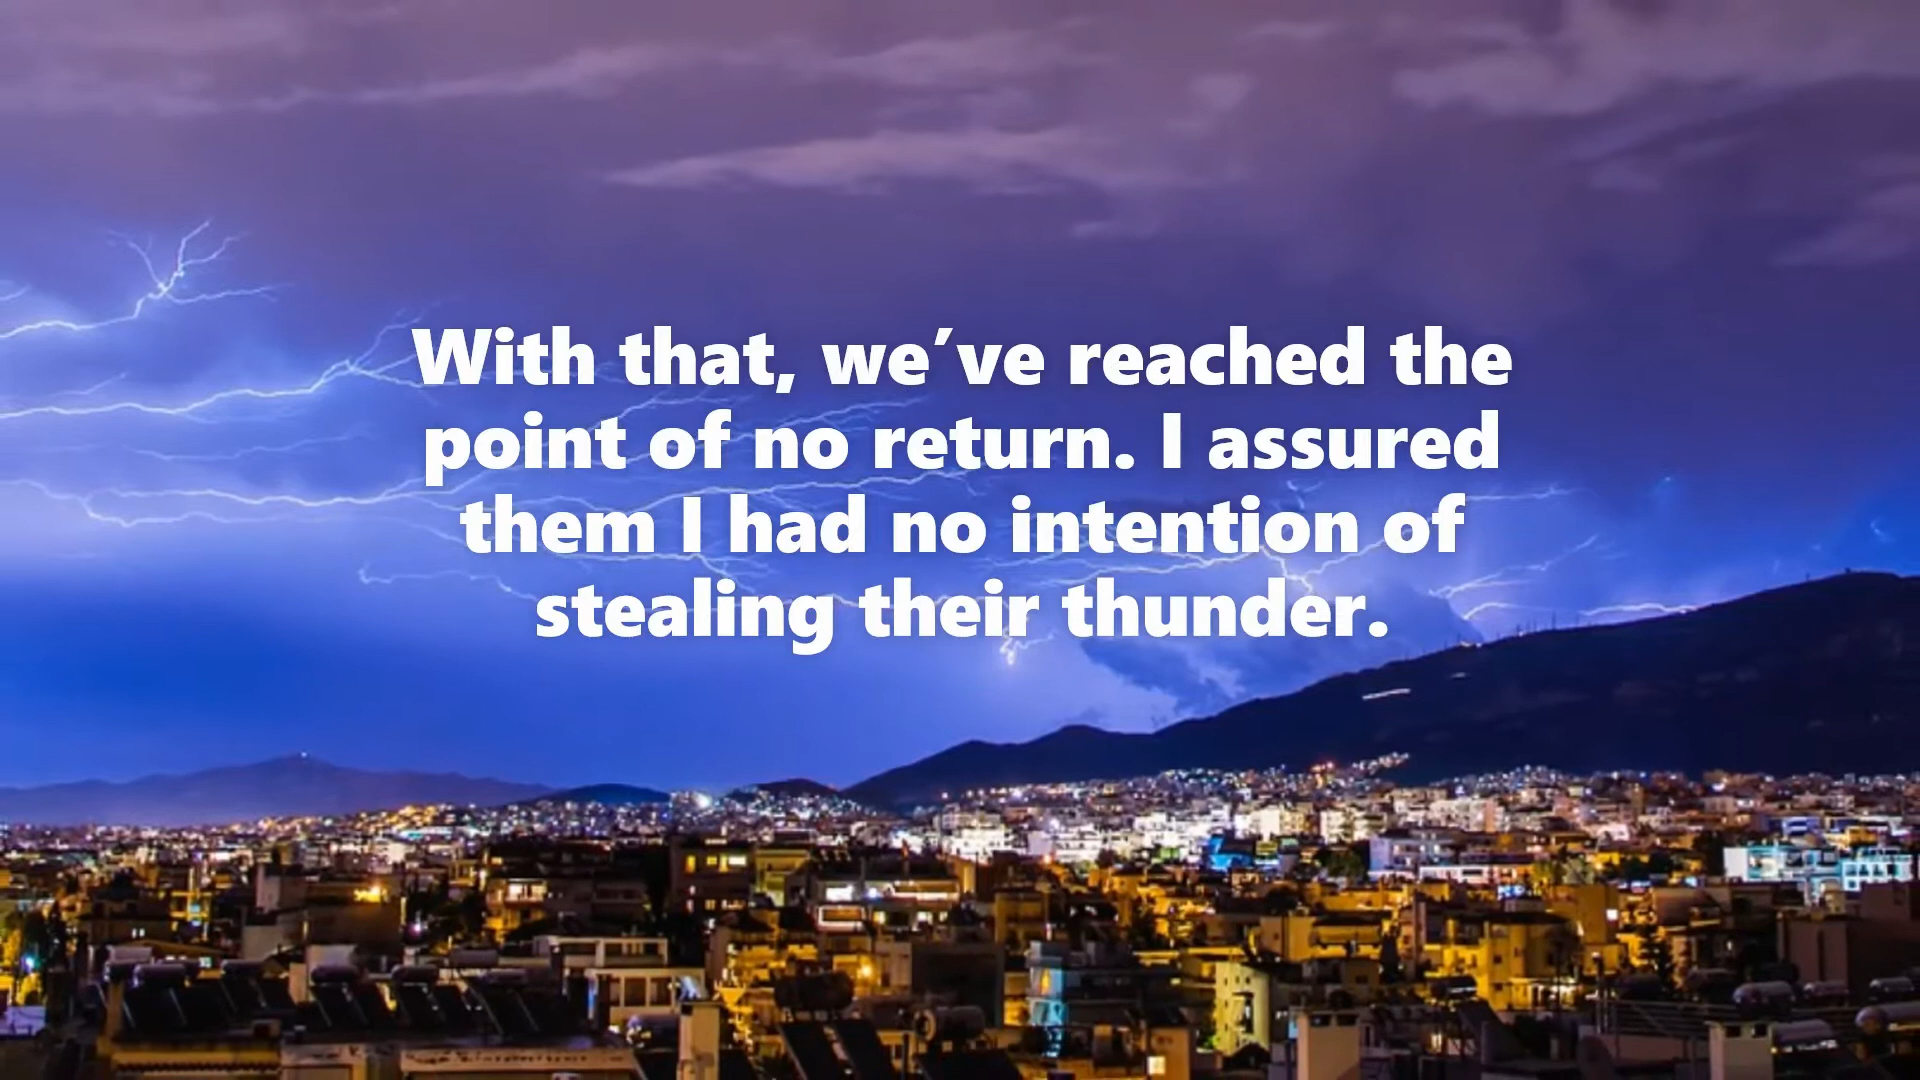 With that, we´ve reached the
point of no return. I assured
them I had no intention of
stealing their thunder.